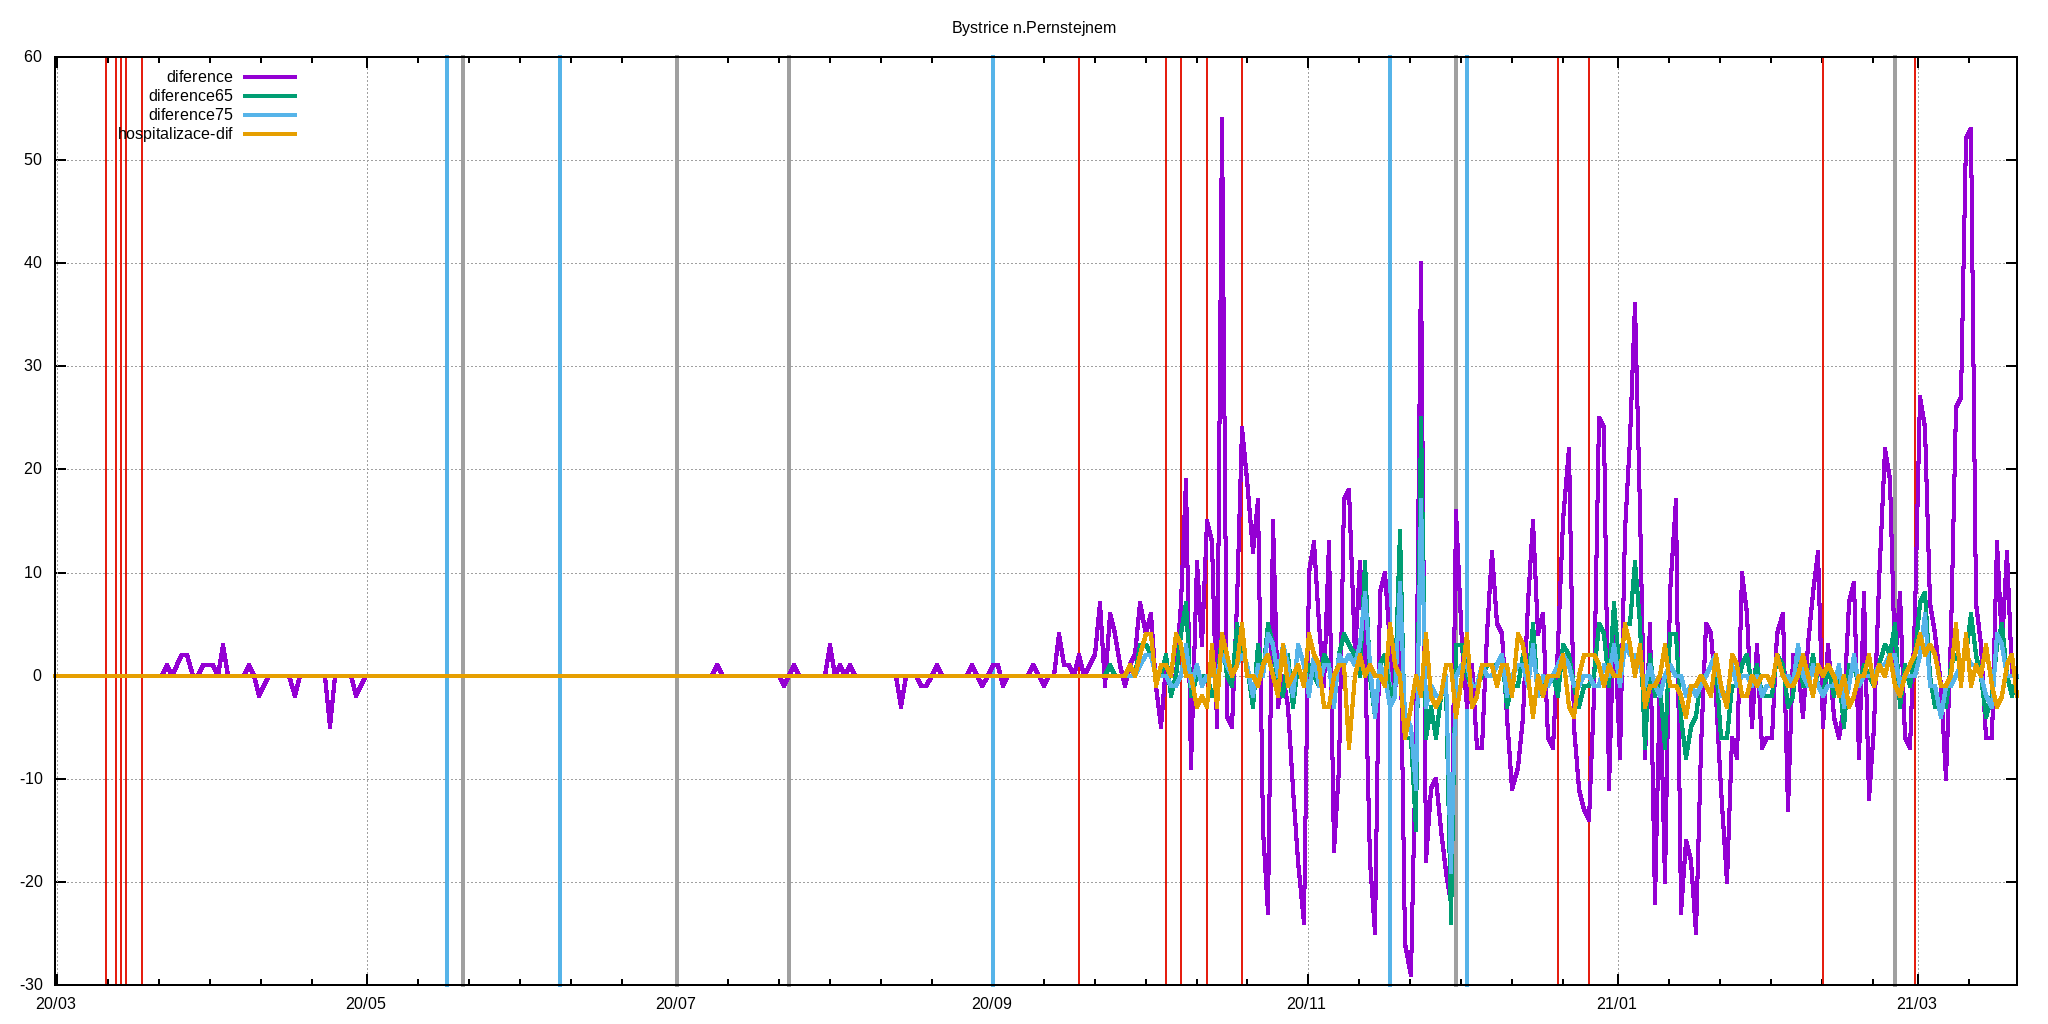 Bystrice n.Pernstejnem
60
50
40
30
20
10
0
-10
-20
-30
diference
diference65
diference75
hospitalizace-dif
20/03 20/05 20/07 20/09 20/11 21/01 21/03